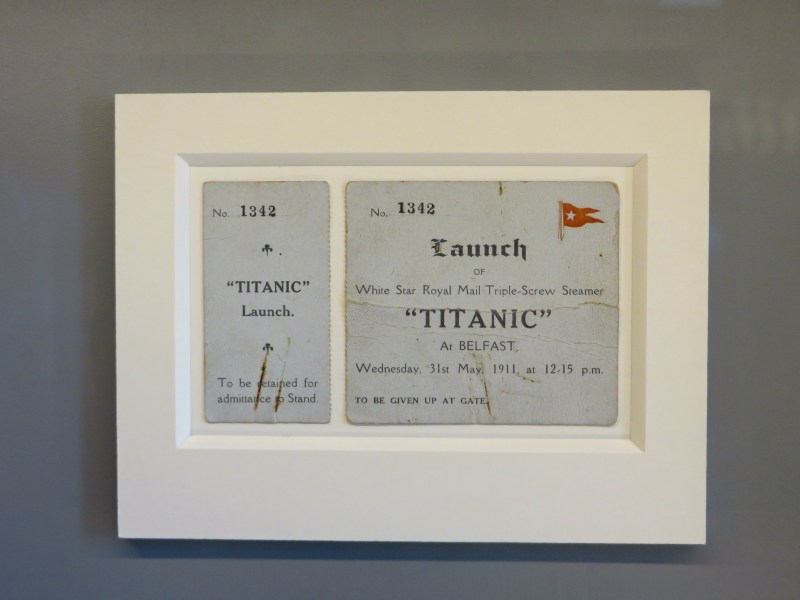 No. 1342
"TITANIC"
Launch.
To be retained for
admittance to Stand.
No. 1342
Launch
OF
White Star Royal Mail Triple-Screw Steamer
"TITANIC"
At BELFAST,
Wednesday, 31st May, 1911, at 12-15 p.m.
TO BE GIVEN UP AT GATE.